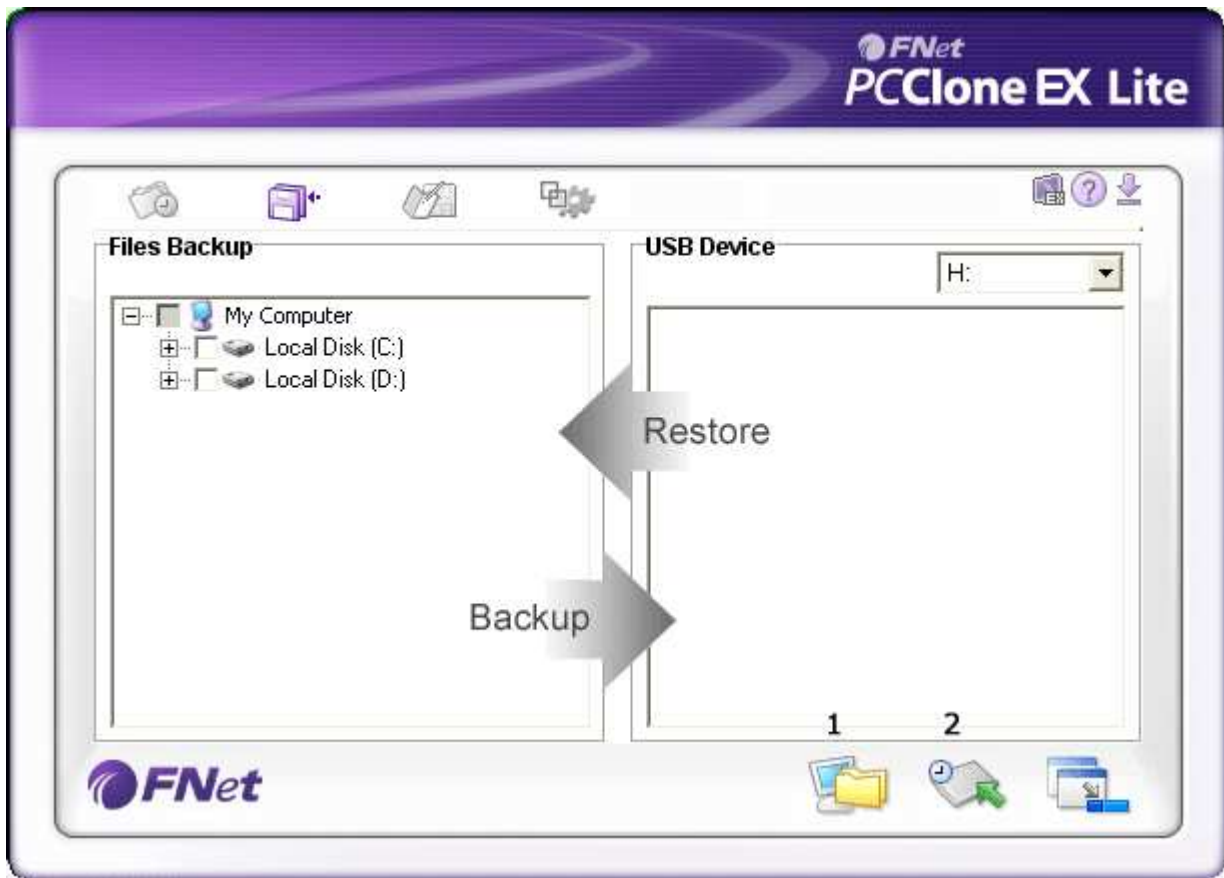 FNet
PCClone EX Lite
Files Backup
USB Device
H:
My Computer
Local Disk (C:)
Local Disk (D:)
Restore
Backup
1
2
FNet